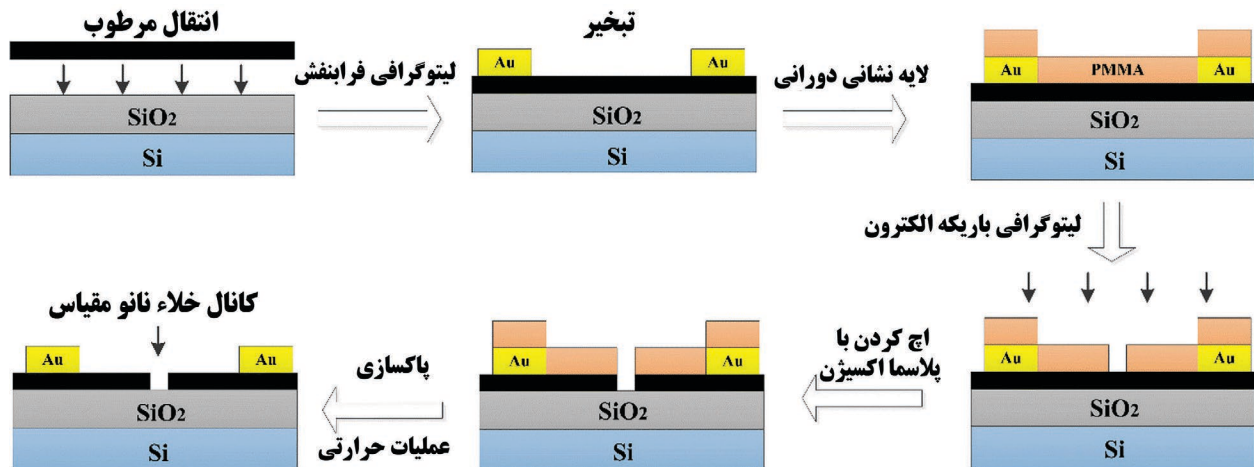 انتقال مرطوب
SiO2
Si
لیتوگرافی فرابنفش
تبخیر
Au
Au
SiO2
Si
لایه نشانی دورانی
Au
PMMA
Au
SiO2
Si
لیتوگرافی باریکه الکترون
Au
Au
SiO2
Si
اچ کردن با
پلاسما اکسیژن
Au
Au
SiO2
Si
پاکسازی
عملیات حرارتی
کانال خلاء نانو مقیاس
Au
Au
SiO2
Si